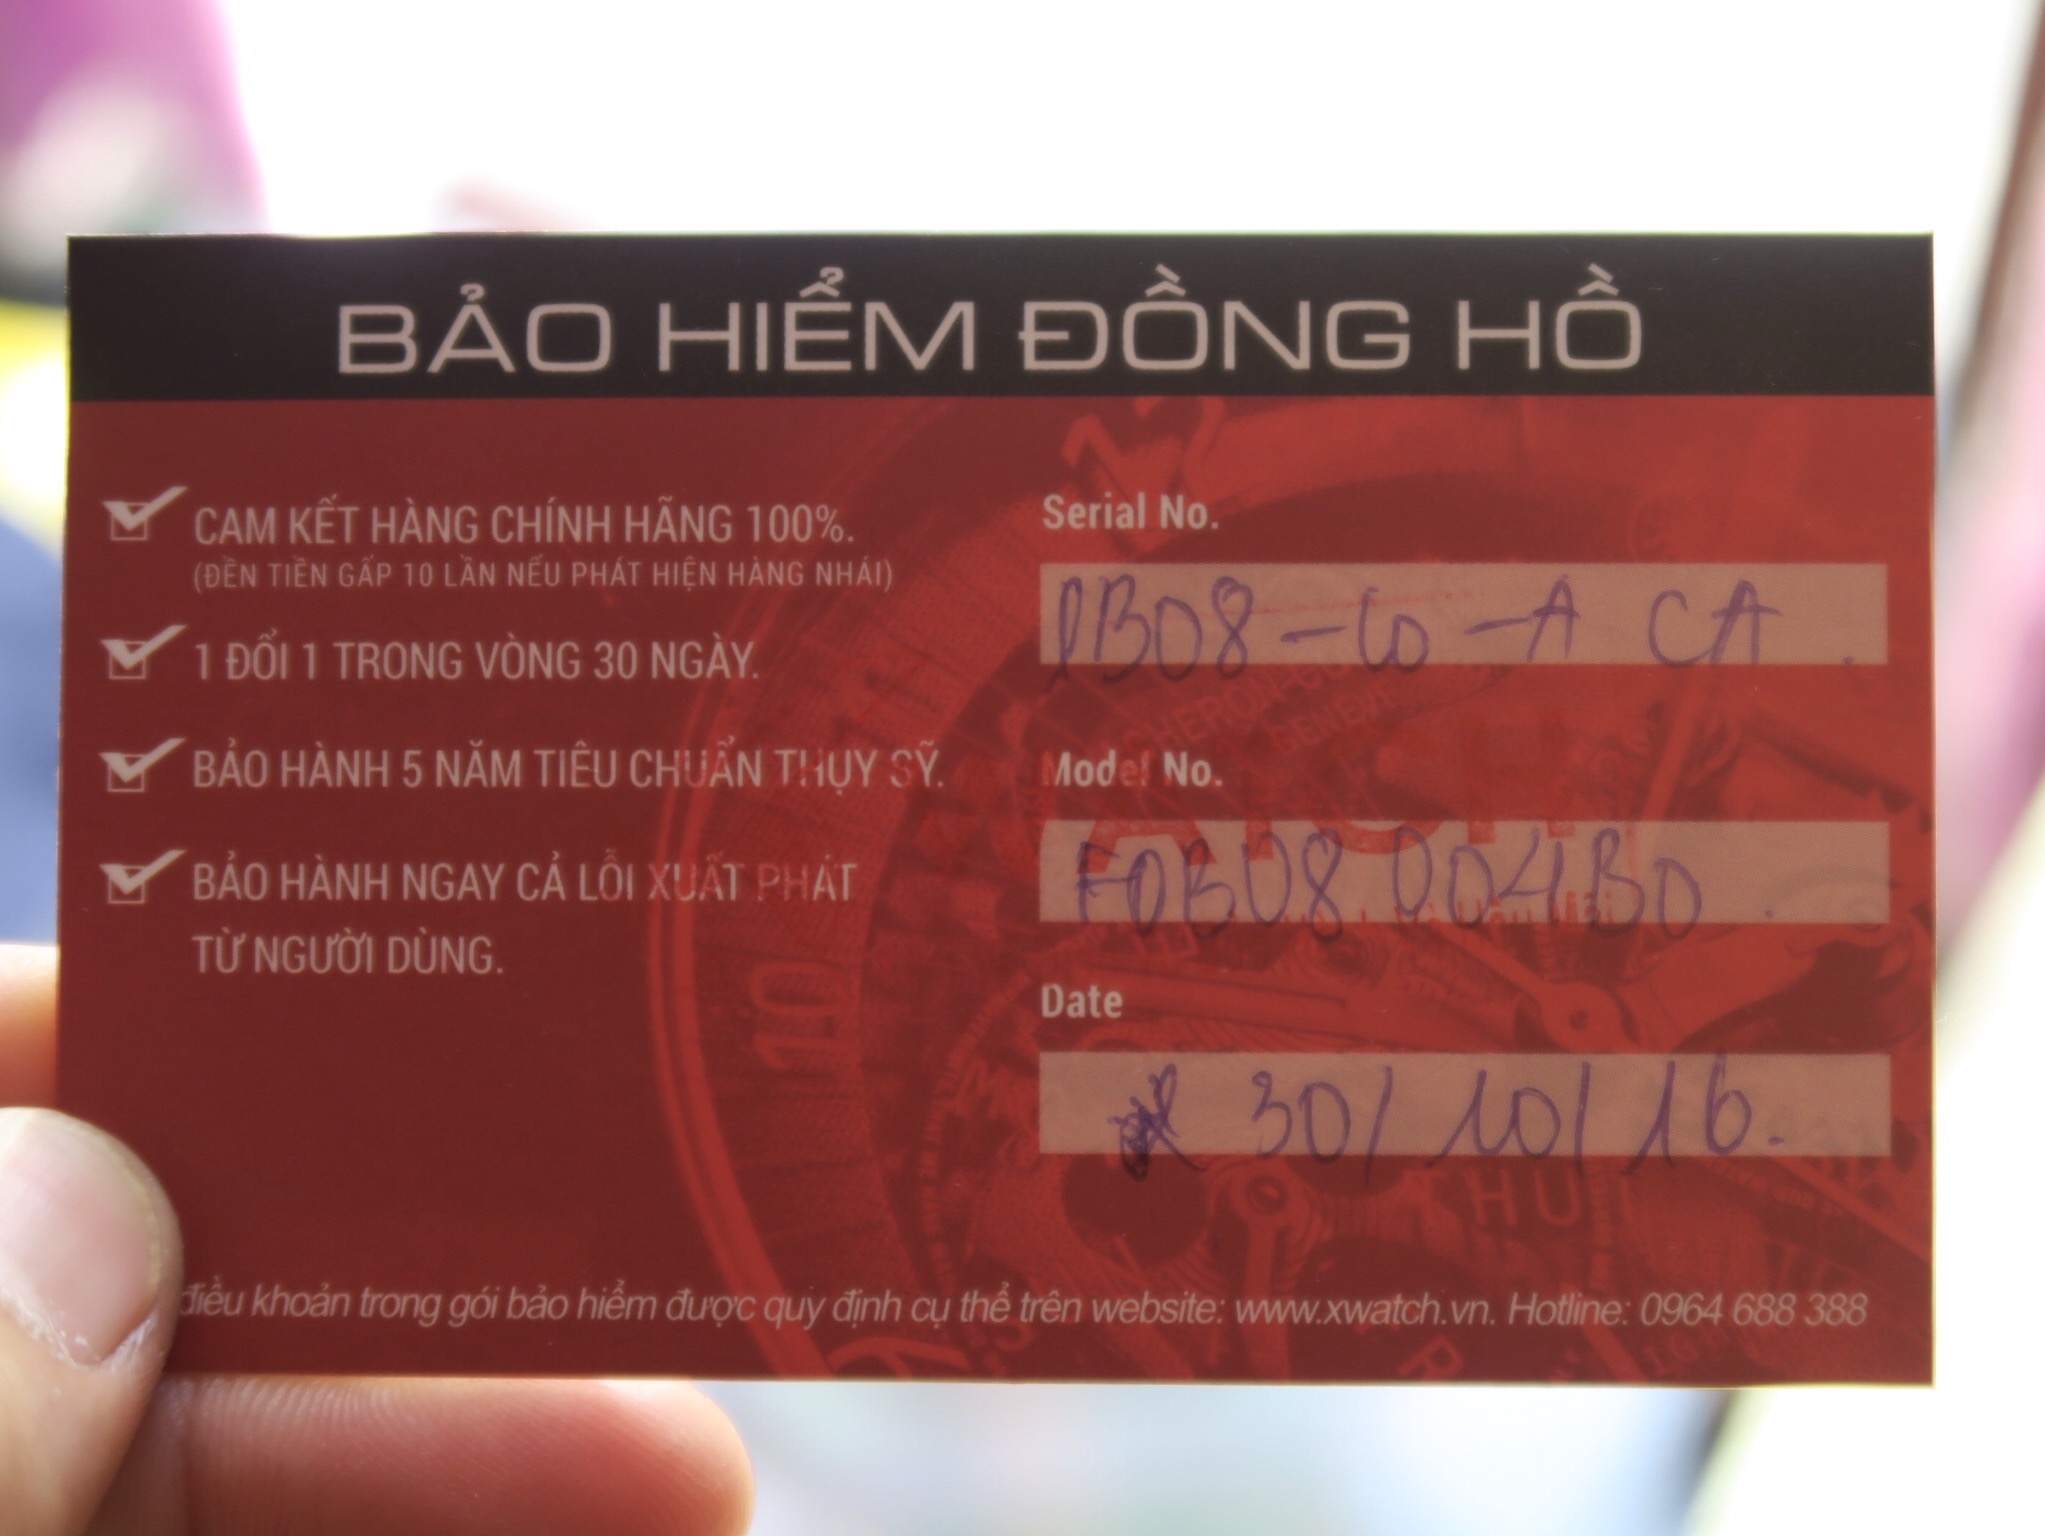 BẢO HIỂM ĐỒNG HỒ
CAM KẾT HÀNG CHÍNH HÃNG 100%.
(ĐỀN TIỀN GẤP 10 LẦN NẾU PHÁT HIỆN HÀNG NHÁI)
1 ĐỔI 1 TRONG VÒNG 30 NGÀY.
BẢO HÀNH 5 NĂM TIÊU CHUẨN THỤY SỸ.
BẢO HÀNH NGAY CẢ LỖI XUẤT PHÁT
TỪ NGƯỜI DÙNG.
Serial No.
CA
Model No.
Date
30/10/16.
điều khoản trong gói bảo hiểm được quy định cụ thể trên website: www.xwatch.vn. Hotline: 0964 688 388